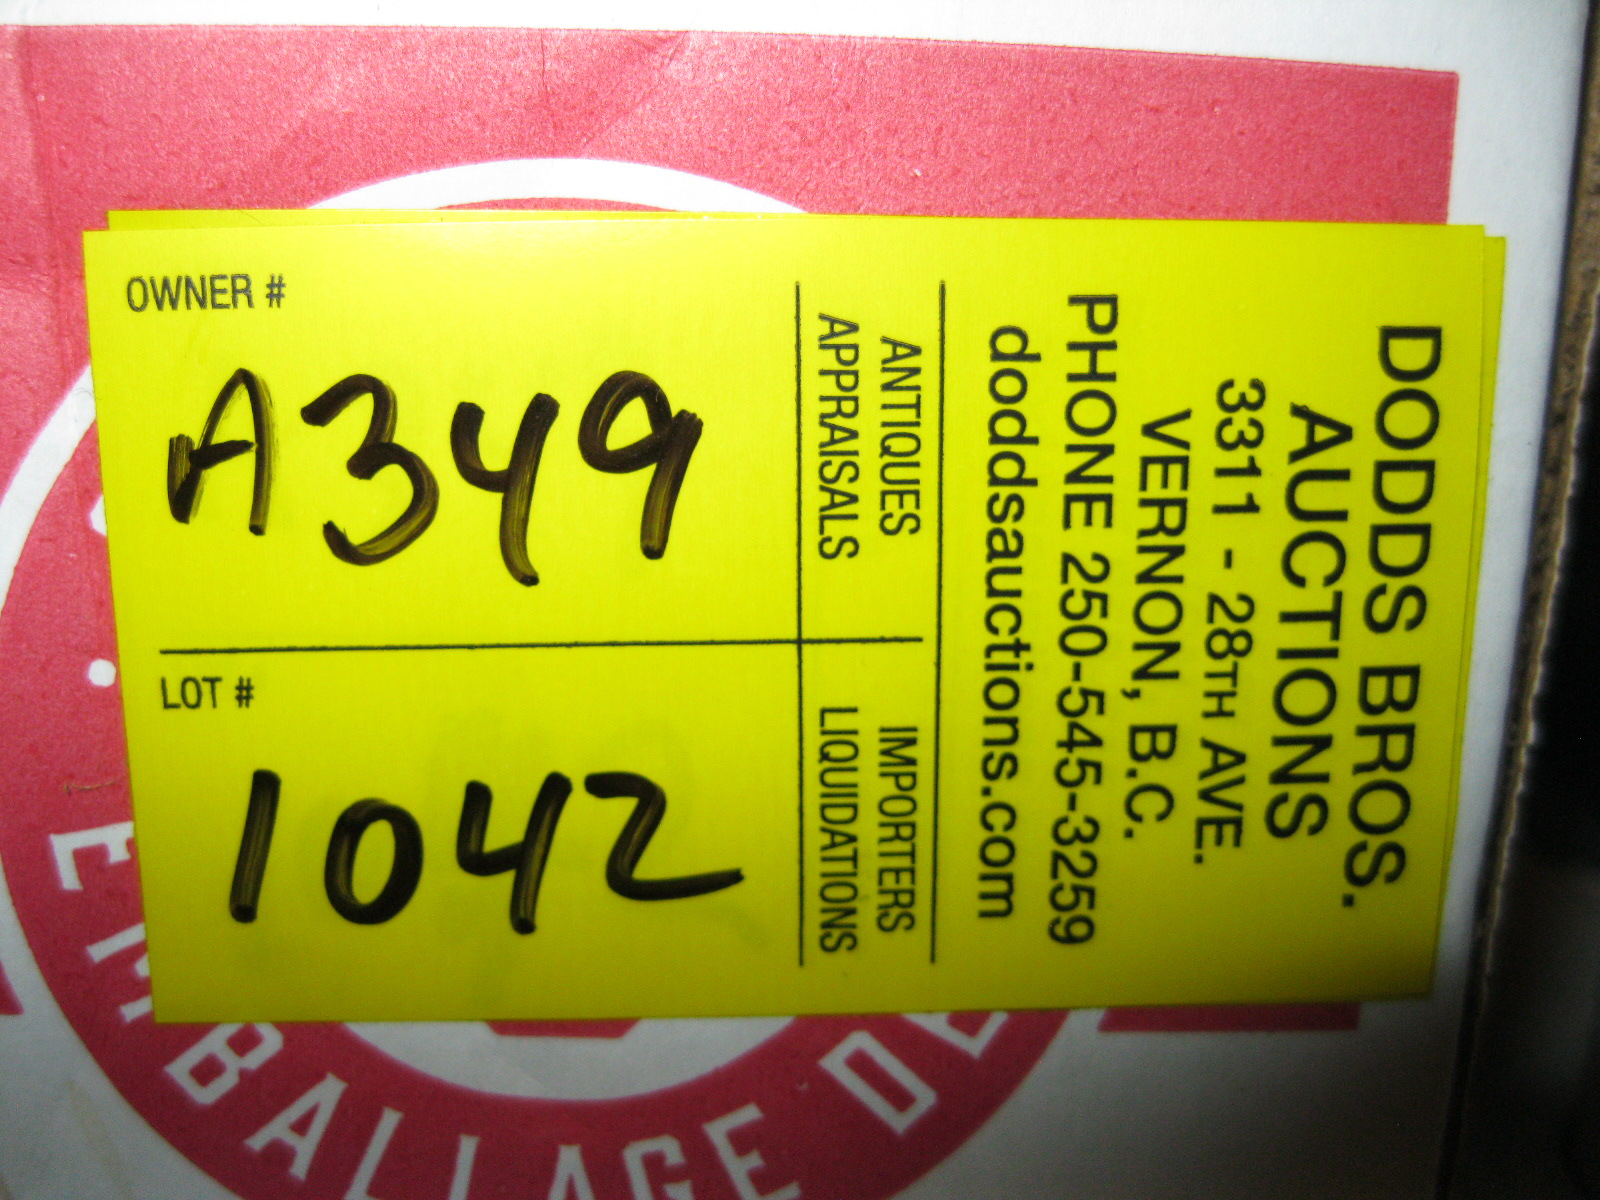 DODDS BROS.
AUCTIONS
3311 - 28TH AVE.
VERNON, B.C.
PHONE 250-545-3259
doddsauctions.com
ANTIQUES
APPRAISALS
IMPORTERS
LIQUIDATIONS
OWNER #
A349
LOT #
1042
EMBALLAGE DE